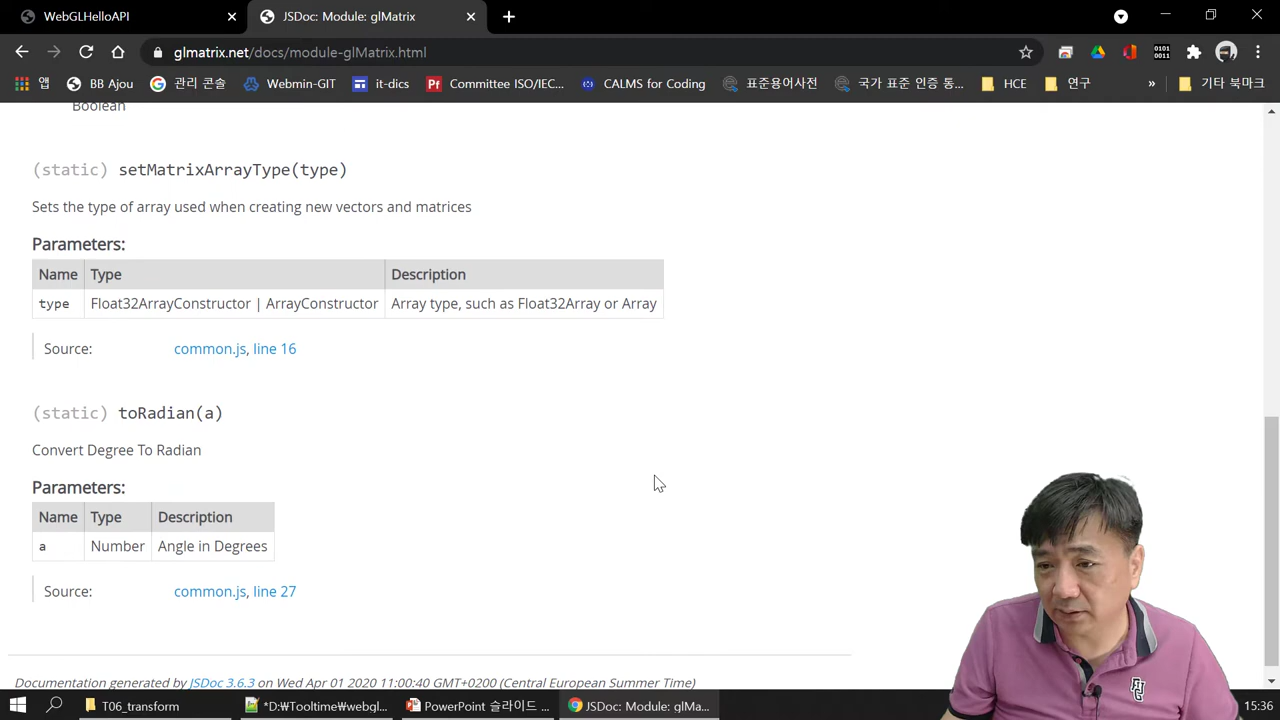 WebGLHelloAPI
JSDoc: Module: glMatrix
glmatrix.net/docs/module-glMatrix.html
앱
BB Ajou
관리 콘솔
Webmin-GIT
it-dics
Committee ISO/IEC...
CALMS for Coding
표준용어사전
국가 표준 인증 통...
HCE
연구
»
기타 북마크
Boolean
(static) setMatrixArrayType(type)
Sets the type of array used when creating new vectors and matrices
Parameters:
Name Type Description
type Float32ArrayConstructor | ArrayConstructor Array type, such as Float32Array or Array
Source: common.js, line 16
(static) toRadian(a)
Convert Degree To Radian
Parameters:
Name Type Description
a Number Angle in Degrees
Source: common.js, line 27
Documentation generated by JSDoc 3.6.3 on Wed Apr 01 2020 11:00:40 GMT+0200 (Central European Summer Time)
T06_transform
*D:₩Tooltime₩webgl...
PowerPoint 슬라이드 ...
JSDoc: Module: glMa...
15:36